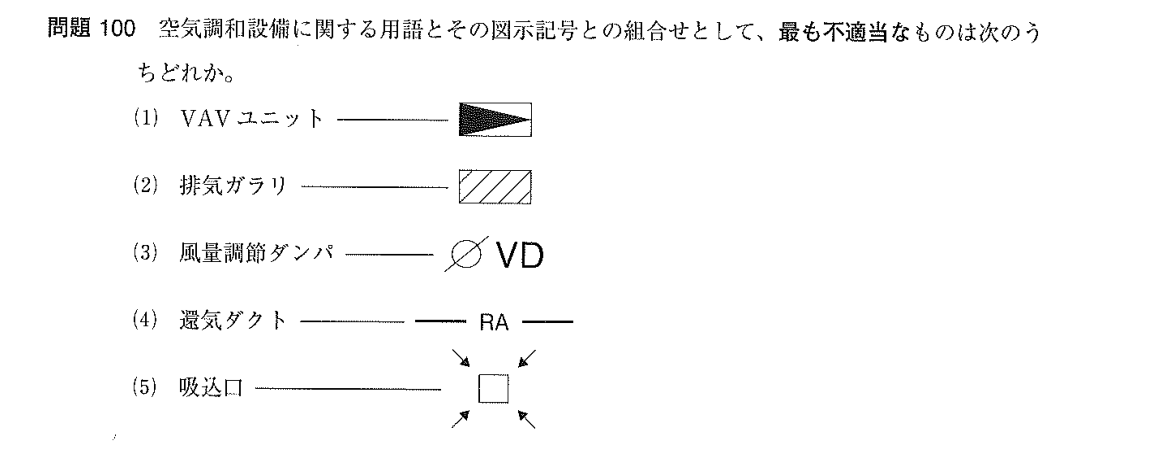 問題 100 空気調和設備に関する用語とその図示記号との組合せとして、最も不適当なものは次のう
ちどれか。
(1) VAV ユニット
(2) 排気ガラリ
(3) 風量調節ダンパ VD
(4) 還気ダクト RA
(5) 吸込口